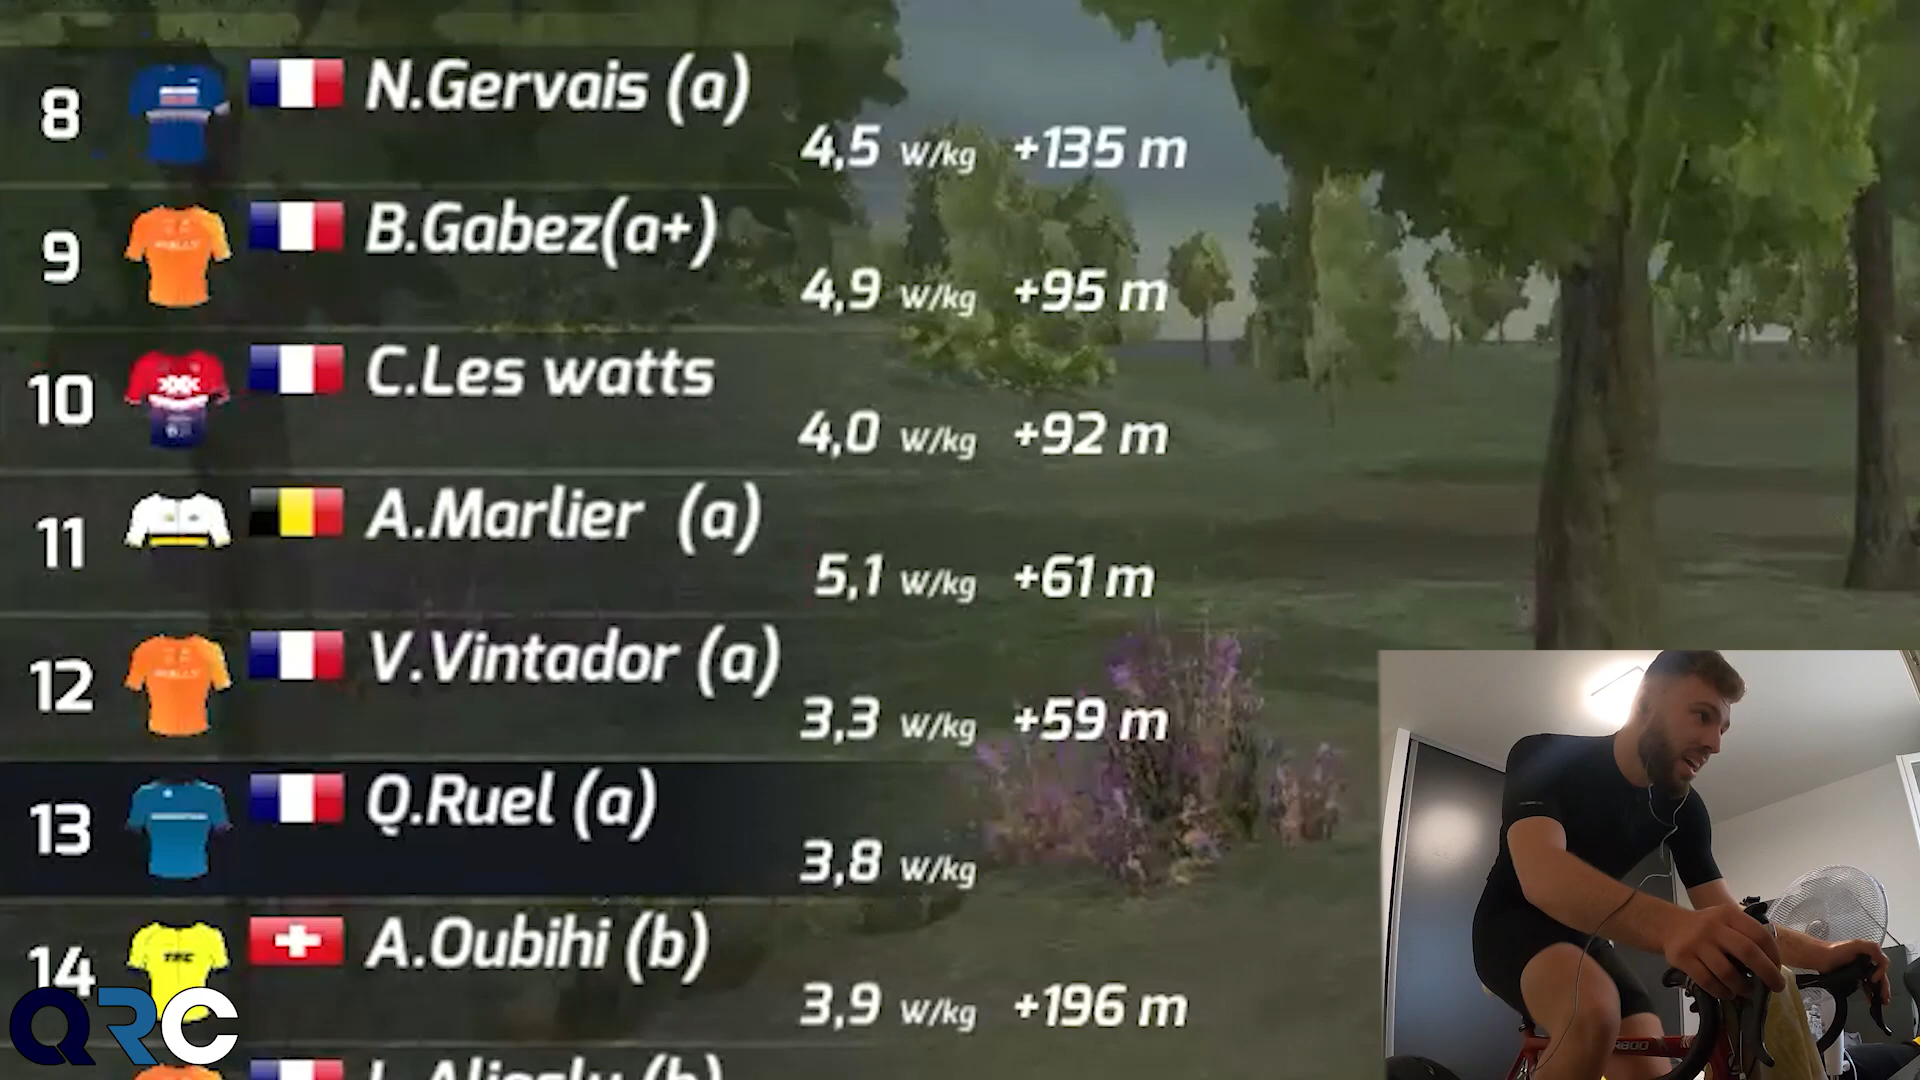 8 N.Gervais (a)
4,5 W/kg +135 m
9 B.Gabez(a+)
4,9 W/kg +95 m
10 C.Les watts
4,0 W/kg +92 m
11 A.Marlier (a)
5,1 W/kg +61 m
12 V.Vintador (a)
3,3 W/kg +59 m
13 Q.Ruel (a)
3,8 W/kg
14 A.Oubihi (b)
3,9 W/kg +196 m
QRC